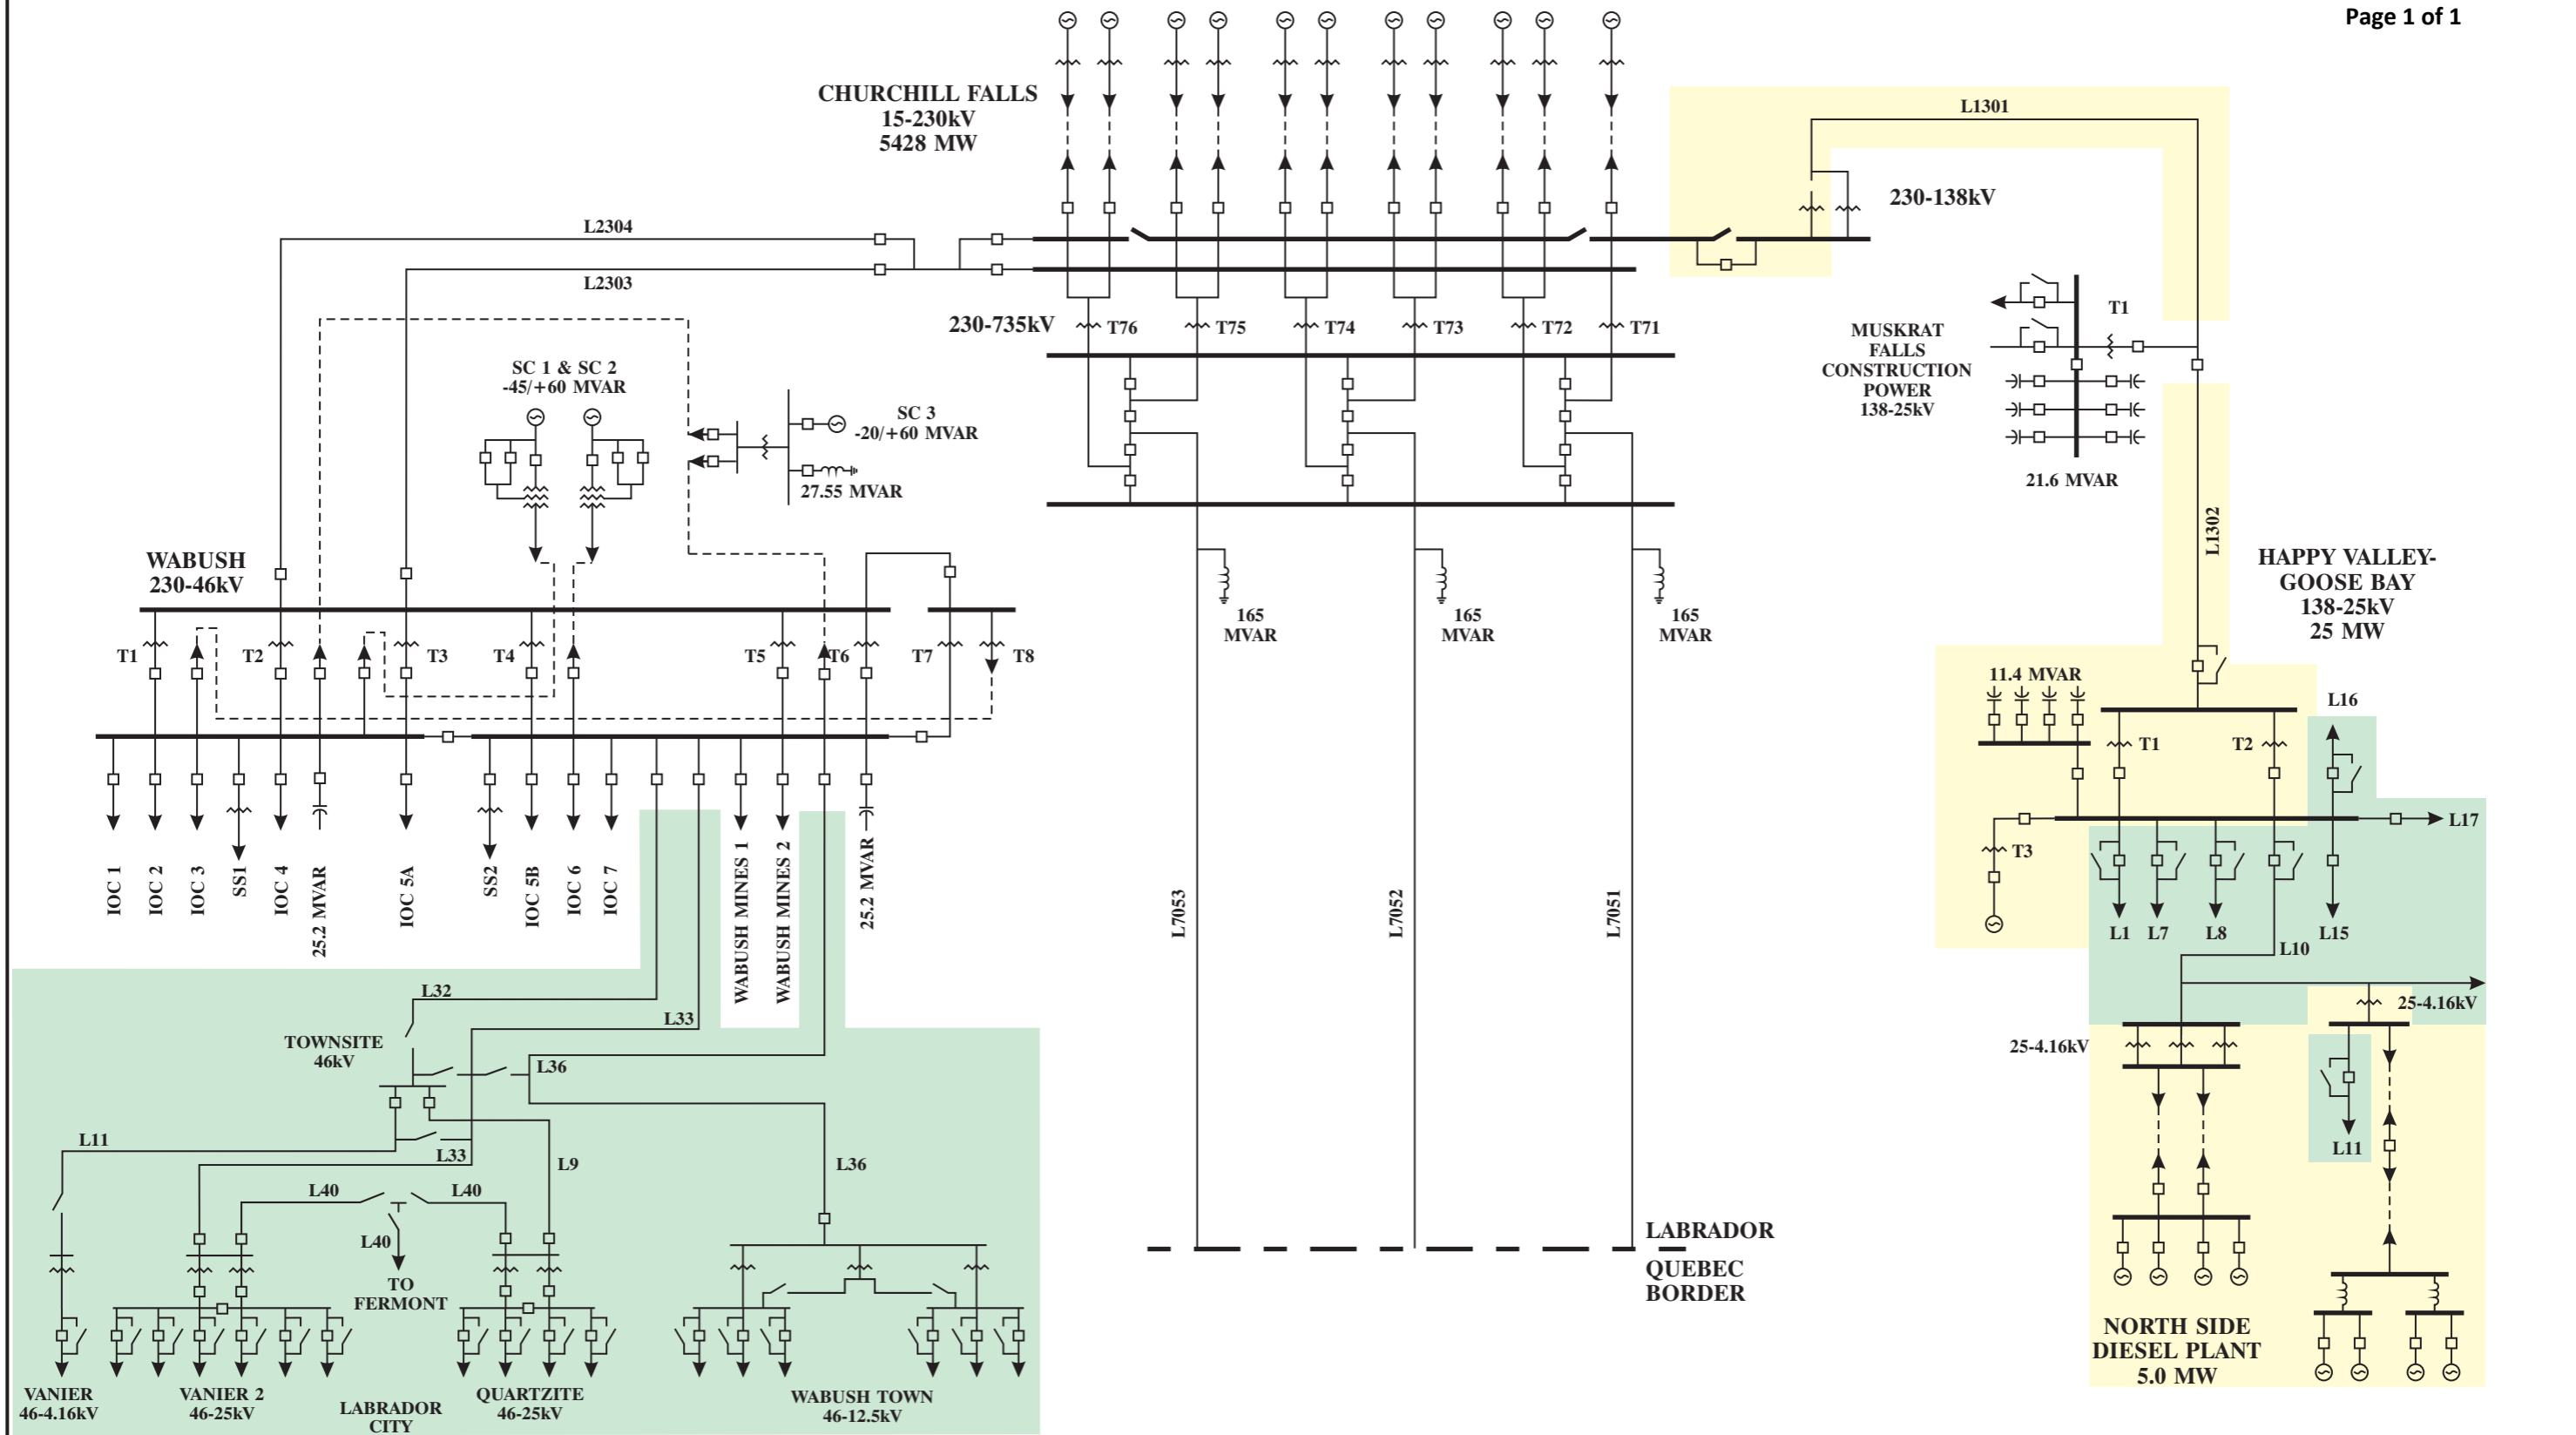 Page 1 of 1
CHURCHILL FALLS
15-230kV
5428 MW
L1301
230-138kV
L2304
L2303
230-735kV
T76
T75
T74
T73
T72
T71
MUSKRAT
FALLS
CONSTRUCTION
POWER
138-25kV
T1
21.6 MVAR
SC 1 & SC 2
-45/+60 MVAR
SC 3
-20/+60 MVAR
27.55 MVAR
WABUSH
230-46kV
T1
T2
T3
T4
T5
T6
T7
T8
165
MVAR
165
MVAR
165
MVAR
L1302
HAPPY VALLEY-
GOOSE BAY
138-25kV
25 MW
11.4 MVAR
T1
T2
L16
L17
T3
IOC 1
IOC 2
IOC 3
SS1
IOC 4
25.2 MVAR
IOC 5A
SS2
IOC 5B
IOC 6
IOC 7
WABUSH MINES 1
WABUSH MINES 2
25.2 MVAR
L7053
L7052
L7051
L1
L7
L8
L15
L10
25-4.16kV
25-4.16kV
L11
L32
L33
TOWNSITE
46kV
L36
L11
L33
L9
L36
L40
L40
L40
TO
FERMONT
LABRADOR
QUEBEC
BORDER
VANIER
46-4.16kV
VANIER 2
46-25kV
LABRADOR
CITY
QUARTZITE
46-25kV
WABUSH TOWN
46-12.5kV
NORTH SIDE
DIESEL PLANT
5.0 MW